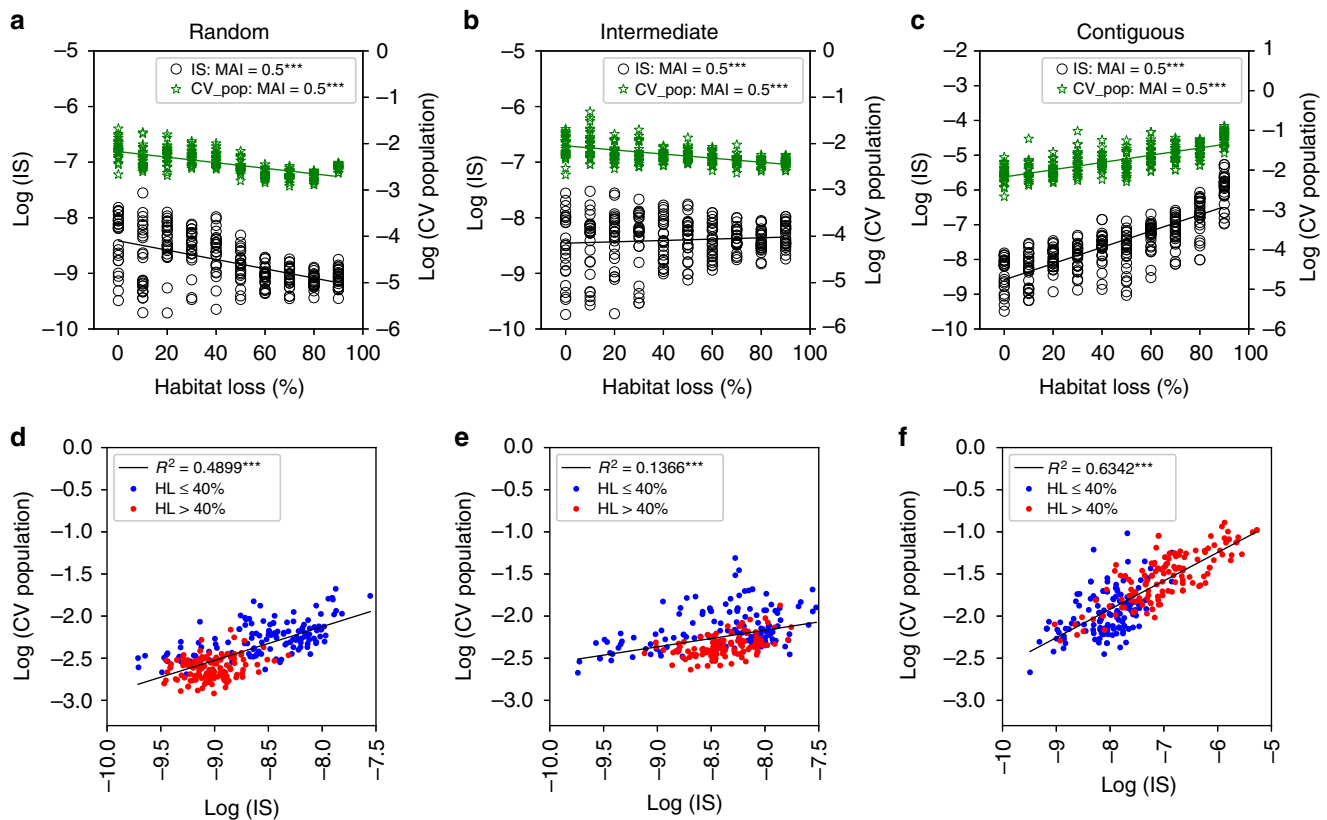 a Random
−5
−6
−7
−8
−9
−10
Log (IS)
0
−1
−2
−3
−4
−5
−6
Log (CV population)
IS: MAI = 0.5***
CV_pop: MAI = 0.5***
0 20 40 60 80 100
Habitat loss (%)
b Intermediate
−5
−6
−7
−8
−9
−10
Log (IS)
0
−1
−2
−3
−4
−5
−6
Log (CV population)
IS: MAI = 0.5***
CV_pop: MAI = 0.5***
0 20 40 60 80 100
Habitat loss (%)
c Contiguous
−2
−3
−4
−5
−6
−7
−8
−9
−10
Log (IS)
1
0
−1
−2
−3
−4
−5
−6
Log (CV population)
IS: MAI = 0.5***
CV_pop: MAI = 0.5***
0 20 40 60 80 100
Habitat loss (%)
d
0.0
−0.5
−1.0
−1.5
−2.0
−2.5
−3.0
Log (CV population)
R² = 0.4899***
HL ≤ 40%
HL > 40%
−10.0 −9.5 −9.0 −8.5 −8.0 −7.5
Log (IS)
e
0.0
−0.5
−1.0
−1.5
−2.0
−2.5
−3.0
Log (CV population)
R² = 0.1366***
HL ≤ 40%
HL > 40%
−10.0 −9.5 −9.0 −8.5 −8.0 −7.5
Log (IS)
f
0.0
−0.5
−1.0
−1.5
−2.0
−2.5
−3.0
Log (CV population)
R² = 0.6342***
HL ≤ 40%
HL > 40%
−10 −9 −8 −7 −6 −5
Log (IS)